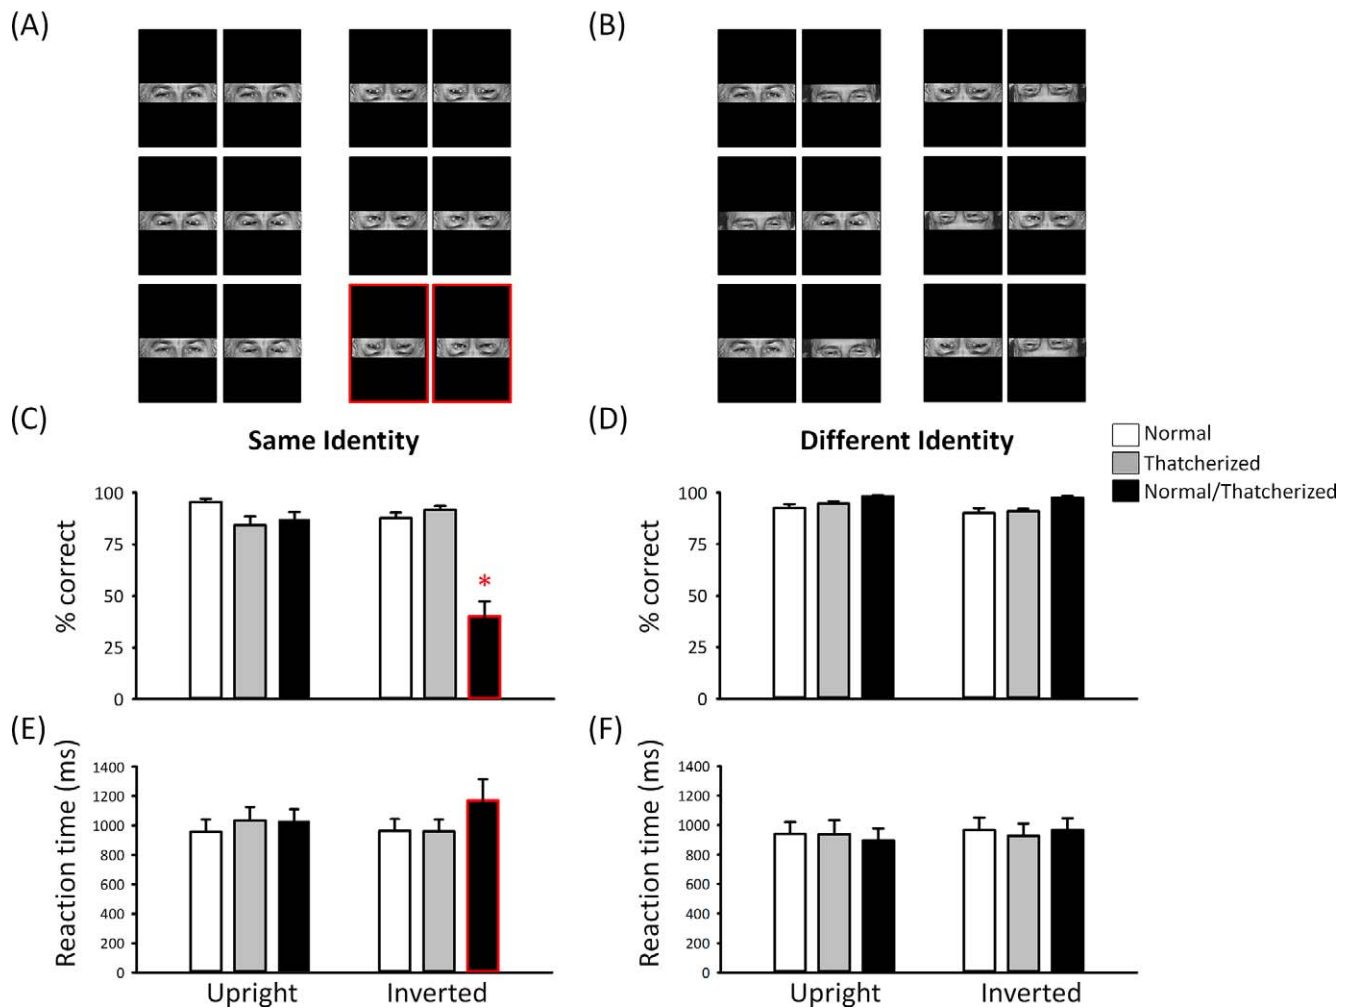 (A)
(B)
(C)
Same Identity
% correct
100
75
50
25
0
*
(D)
Different Identity
% correct
100
75
50
25
0
Normal
Thatcherized
Normal/Thatcherized
(E)
Reaction time (ms)
1400
1200
1000
800
600
400
200
0
Upright
Inverted
(F)
Reaction time (ms)
1400
1200
1000
800
600
400
200
0
Upright
Inverted